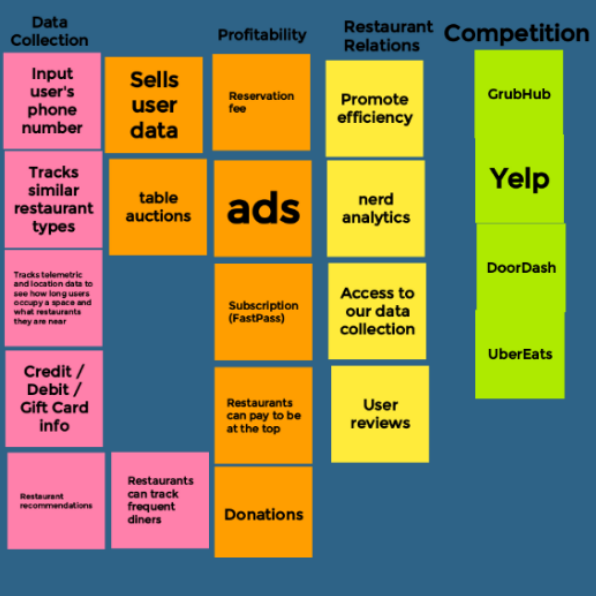 Data
Collection
Input
user's
phone
number
Tracks
similar
restaurant
types
Tracks telemetric
and location data to
see how long users
occupy a space and
what restaurants
they are near
Credit /
Debit /
Gift Card
info
Restaurant
recommendations
Restaurants
can track
frequent
diners
Profitability
Sells
user
data
table
auctions
Reservation
fee
ads
Subscription
(FastPass)
Restaurants
can pay to be
at the top
Donations
Restaurant
Relations
Promote
efficiency
nerd
analytics
Access to
our data
collection
User
reviews
Competition
GrubHub
Yelp
DoorDash
UberEats